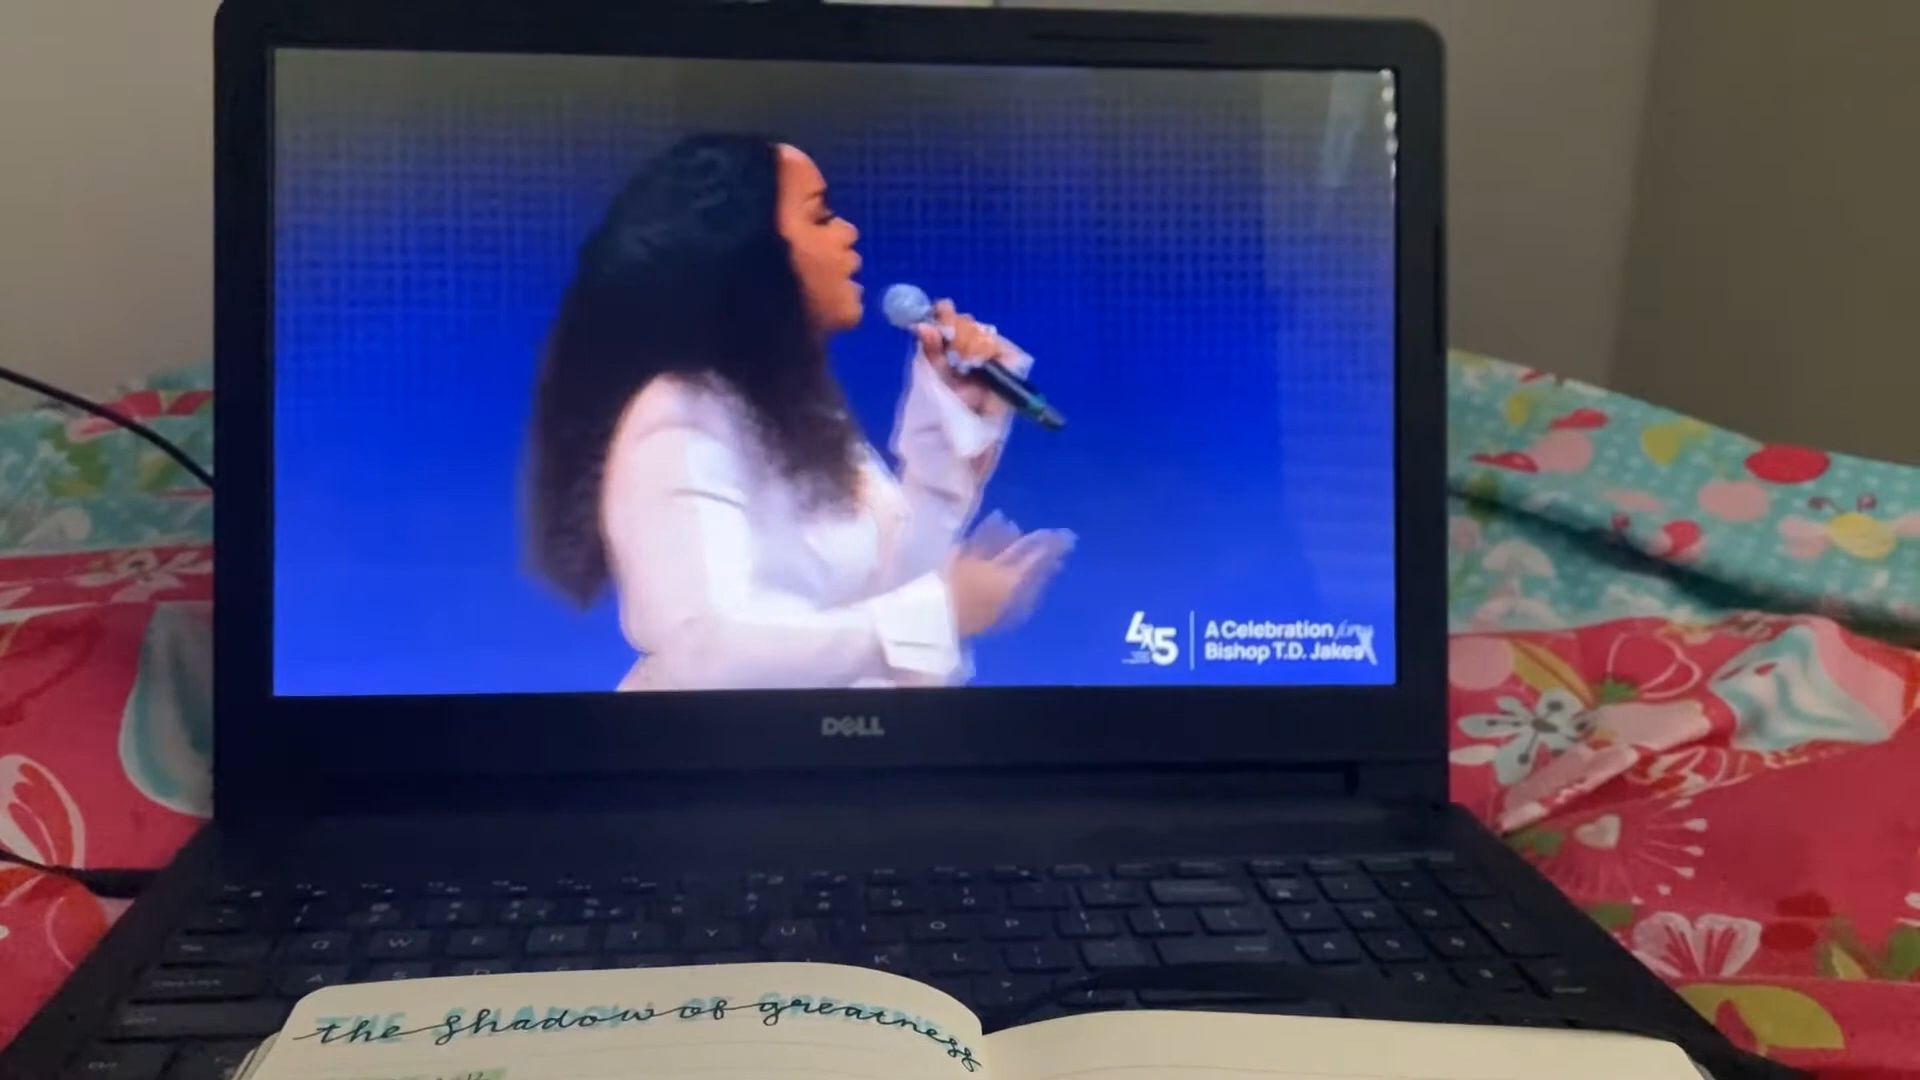 4x5
A Celebration for
Bishop T.D. Jakes
DELL
Q W E R T Y U I O P
A S D
K L
the shadow of greatness